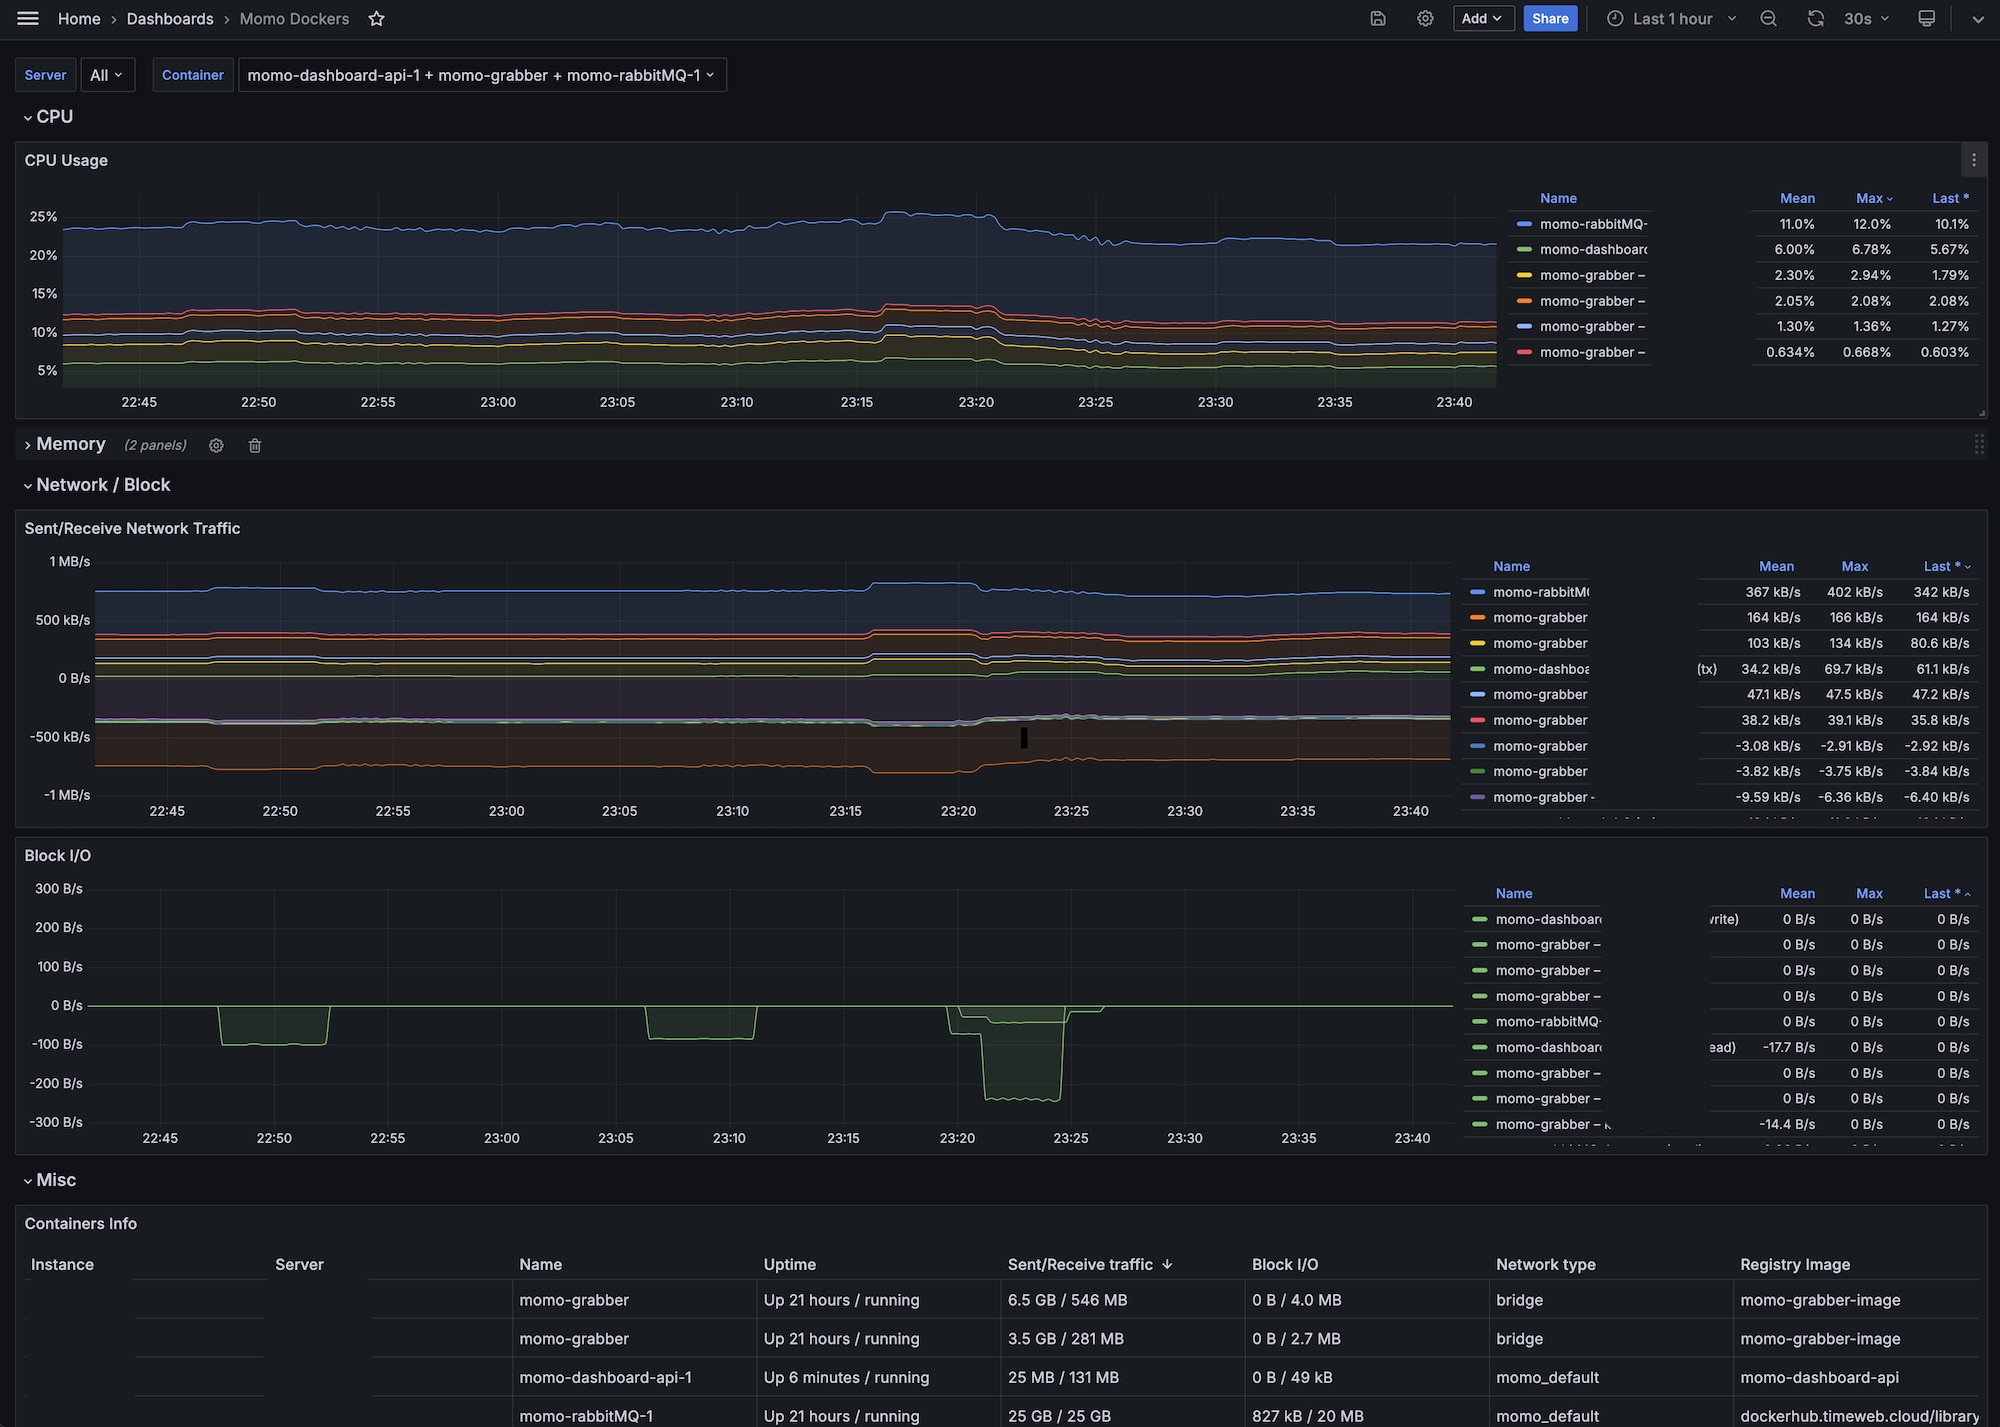 Home › Dashboards › Momo Dockers
Add
Share
Last 1 hour
30s
Server All Container momo-dashboard-api-1 + momo-grabber + momo-rabbitMQ-1
CPU
CPU Usage
25%
20%
15%
10%
5%
22:45 22:50 22:55 23:00 23:05 23:10 23:15 23:20 23:25 23:30 23:35 23:40
Name Mean Max Last *
momo-rabbitMQ- 11.0% 12.0% 10.1%
momo-dashboard 6.00% 6.78% 5.67%
momo-grabber – 2.30% 2.94% 1.79%
momo-grabber – 2.05% 2.08% 2.08%
momo-grabber – 1.30% 1.36% 1.27%
momo-grabber – 0.634% 0.668% 0.603%
Memory (2 panels)
Network / Block
Sent/Receive Network Traffic
1 MB/s
500 kB/s
0 B/s
-500 kB/s
-1 MB/s
22:45 22:50 22:55 23:00 23:05 23:10 23:15 23:20 23:25 23:30 23:35 23:40
Name Mean Max Last *
momo-rabbitM 367 kB/s 402 kB/s 342 kB/s
momo-grabber 164 kB/s 166 kB/s 164 kB/s
momo-grabber 103 kB/s 134 kB/s 80.6 kB/s
momo-dashboa (tx) 34.2 kB/s 69.7 kB/s 61.1 kB/s
momo-grabber 47.1 kB/s 47.5 kB/s 47.2 kB/s
momo-grabber 38.2 kB/s 39.1 kB/s 35.8 kB/s
momo-grabber -3.08 kB/s -2.91 kB/s -2.92 kB/s
momo-grabber -3.82 kB/s -3.75 kB/s -3.84 kB/s
momo-grabber - -9.59 kB/s -6.36 kB/s -6.40 kB/s
Block I/O
300 B/s
200 B/s
100 B/s
0 B/s
-100 B/s
-200 B/s
-300 B/s
22:45 22:50 22:55 23:00 23:05 23:10 23:15 23:20 23:25 23:30 23:35 23:40
Name Mean Max Last *
momo-dashboard write) 0 B/s 0 B/s 0 B/s
momo-grabber – 0 B/s 0 B/s 0 B/s
momo-grabber – 0 B/s 0 B/s 0 B/s
momo-grabber – 0 B/s 0 B/s 0 B/s
momo-rabbitMQ- 0 B/s 0 B/s 0 B/s
momo-dashboard ead) -17.7 B/s 0 B/s 0 B/s
momo-grabber – 0 B/s 0 B/s 0 B/s
momo-grabber – 0 B/s 0 B/s 0 B/s
momo-grabber – -14.4 B/s 0 B/s 0 B/s
Misc
Containers Info
Instance Server Name Uptime Sent/Receive traffic ↓ Block I/O Network type Registry Image
momo-grabber Up 21 hours / running 6.5 GB / 546 MB 0 B / 4.0 MB bridge momo-grabber-image
momo-grabber Up 21 hours / running 3.5 GB / 281 MB 0 B / 2.7 MB bridge momo-grabber-image
momo-dashboard-api-1 Up 6 minutes / running 25 MB / 131 MB 0 B / 49 kB momo_default momo-dashboard-api
momo-rabbitMQ-1 Up 21 hours / running 25 GB / 25 GB 827 kB / 20 MB momo_default dockerhub.timeweb.cloud/library